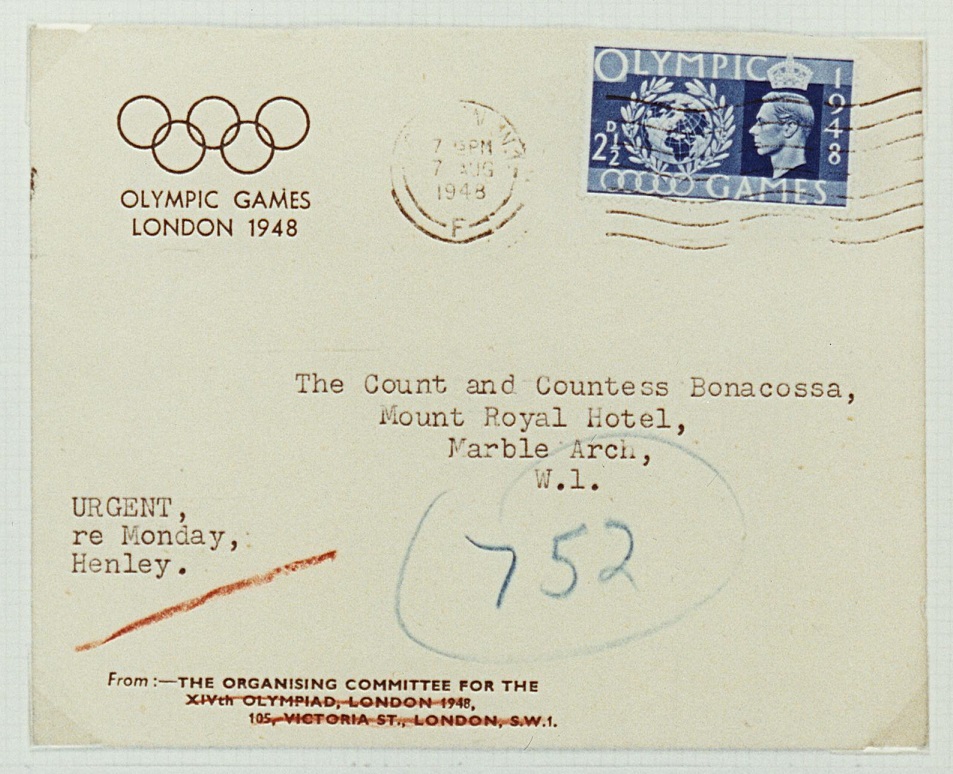 OLYMPIC GAMES
LONDON 1948
7 PM
7 AUG
1948
F
OLYMPIC
1948
2½D
GAMES
The Count and Countess Bonacossa,
Mount Royal Hotel,
Marble Arch,
W.1.
URGENT,
re Monday,
Henley.
752
From :—THE ORGANISING COMMITTEE FOR THE
XIVth OLYMPIAD, LONDON 1948,
105, VICTORIA ST., LONDON, S.W.1.